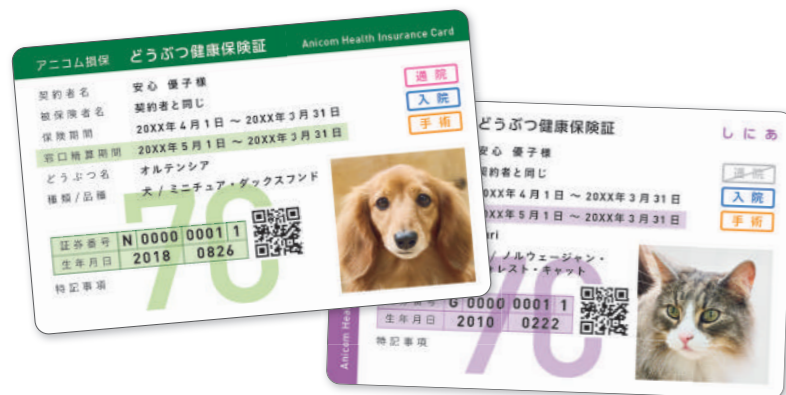 アニコム損保 どうぶつ健康保険証 Anicom Health Insurance Card
契約者名 安心 優子様
被保険者名 契約者と同じ
保険期間 20XX年4月1日 〜 20XX年3月31日
窓口精算期間 20XX年5月1日 〜 20XX年3月31日
どうぶつ名 オルテンシア
種類/品種 犬 / ミニチュア・ダックスフンド
通院
入院
手術
70
証券番号 N 0000 0001 1
生年月日 2018 0826
特記事項
どうぶつ健康保険証 しにあ
安心 優子様
契約者と同じ
20XX年4月1日 〜 20XX年3月31日
20XX年5月1日 〜 20XX年3月31日
/ ノルウェージャン・
レスト・キャット
通院
入院
手術
70
番号 G 0000 0001 1
生年月日 2010 0222
特記事項
Anicom Hea